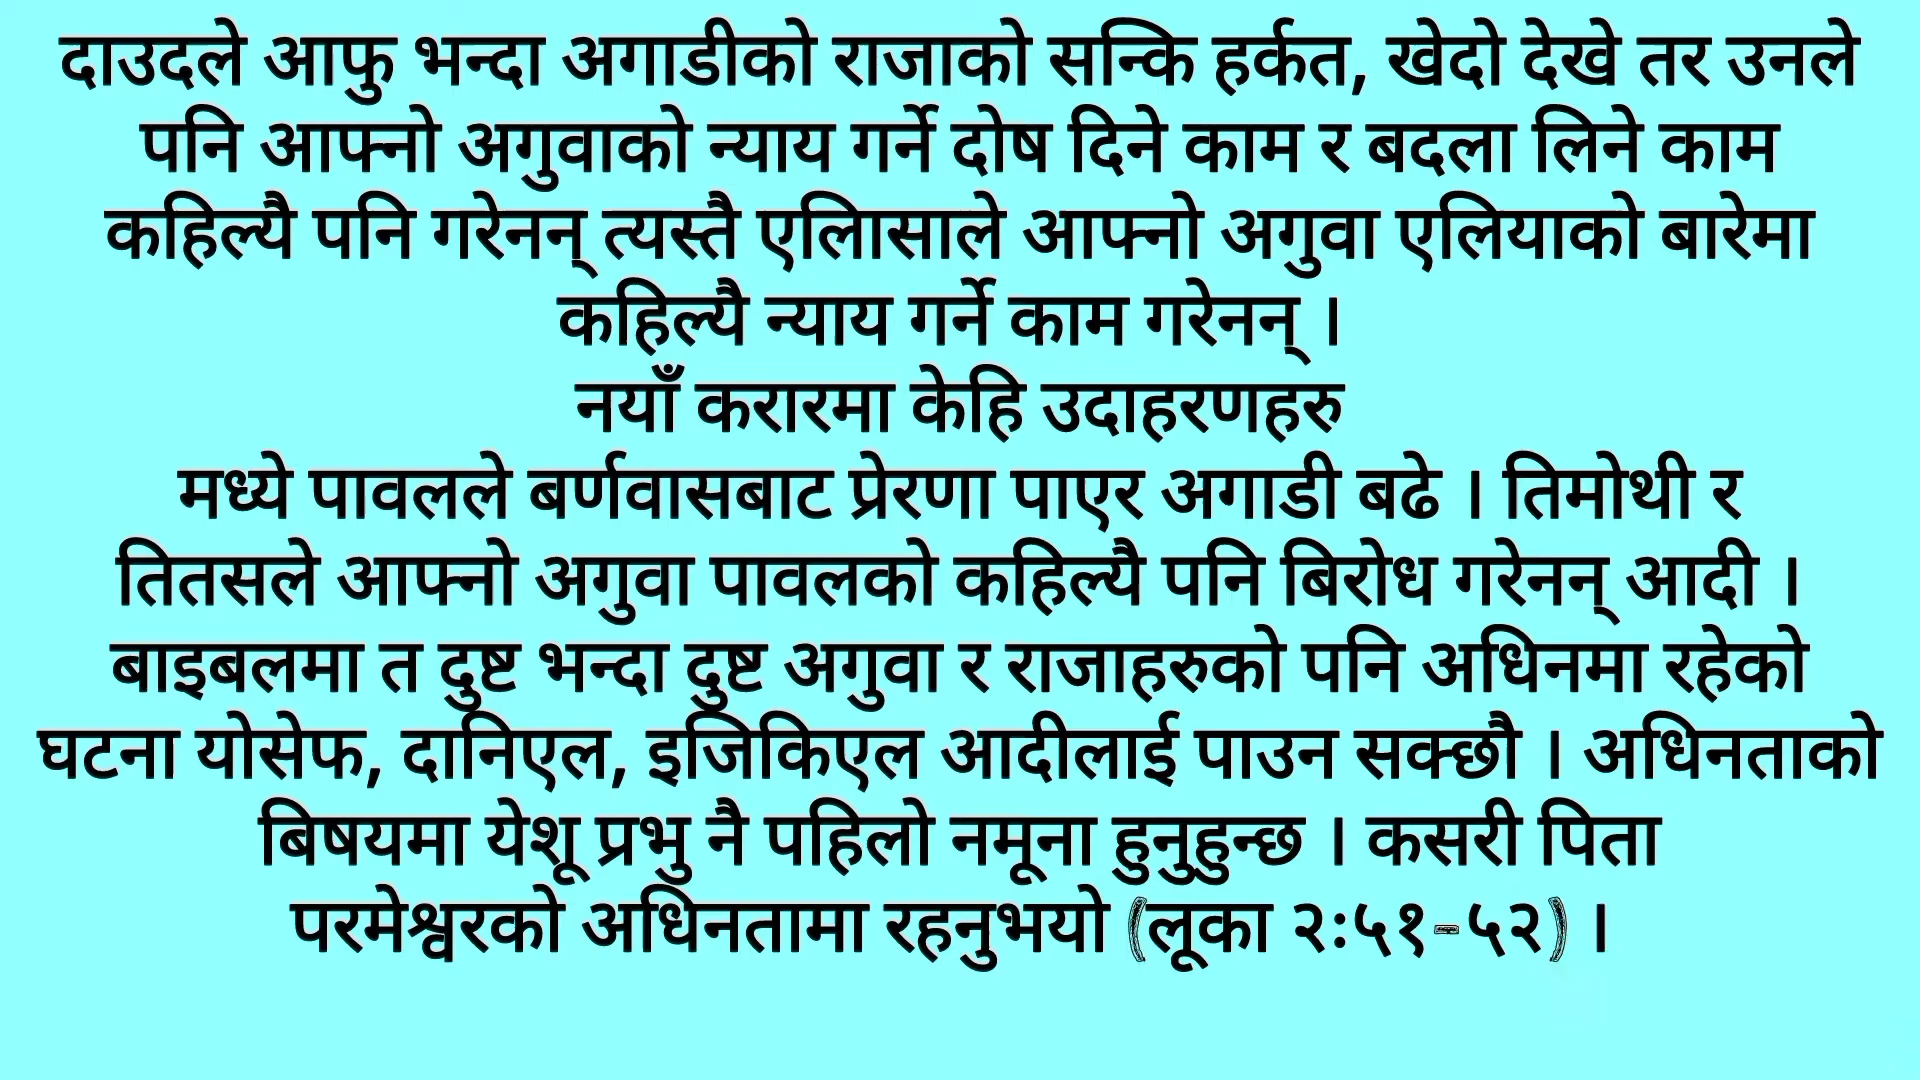 दाउदले आफु भन्दा अगाडीको राजाको सन्कि हर्कत, खेदो देखे तर उनले
पनि आफ्नो अगुवाको न्याय गर्ने दोष दिने काम र बदला लिने काम
कहिल्यै पनि गरेनन् त्यस्तै एलिासाले आफ्नो अगुवा एलियाको बारेमा
कहिल्यै न्याय गर्ने काम गरेनन् ।
नयाँ करारमा केहि उदाहरणहरु
मध्ये पावलले बर्णवासबाट प्रेरणा पाएर अगाडी बढे । तिमोथी र
तितसले आफ्नो अगुवा पावलको कहिल्यै पनि बिरोध गरेनन् आदी ।
बाइबलमा त दुष्ट भन्दा दुष्ट अगुवा र राजाहरुको पनि अधिनमा रहेको
घटना योसेफ, दानिएल, इजिकिएल आदीलाई पाउन सक्छौ । अधिनताको
बिषयमा येशू प्रभु नै पहिलो नमूना हुनुहुन्छ । कसरी पिता
परमेश्वरको अधिनतामा रहनुभयो (लूका २:५१-५२) ।